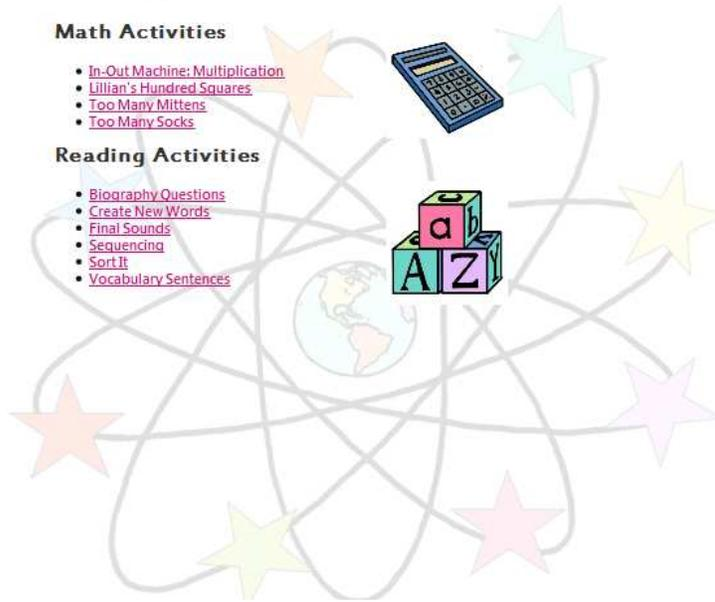 Math Activities
In-Out Machine: Multiplication
Lillian's Hundred Squares
Too Many Mittens
Too Many Socks
Reading Activities
Biography Questions
Create New Words
Final Sounds
Sequencing
Sort It
Vocabulary Sentences
a b
A Z Y